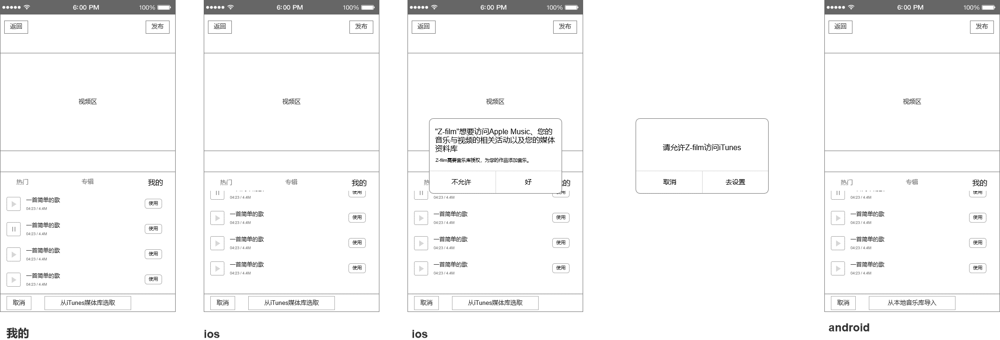 6:00 PM
100%
返回
发布
视频区
热门
专辑
我的
一首简单的歌
04:23 / 4.4M
使用
一首简单的歌
04:23 / 4.4M
使用
一首简单的歌
04:23 / 4.4M
使用
一首简单的歌
04:23 / 4.4M
使用
取消
从iTunes媒体库选取
我的
6:00 PM
100%
返回
发布
视频区
热门
专辑
我的
04:23 / 4.4M
使用
一首简单的歌
04:23 / 4.4M
使用
一首简单的歌
04:23 / 4.4M
使用
一首简单的歌
04:23 / 4.4M
使用
取消
从iTunes媒体库选取
ios
6:00 PM
100%
返回
发布
视频区
"Z-film"想要访问Apple Music、您的
音乐与视频的相关活动以及您的媒体
资料库
Z-film需要音乐库授权，为您的作品添加音乐。
不允许
好
的
04:23 / 4.4M
一首简单的歌
04:23 / 4.4M
使用
一首简单的歌
04:23 / 4.4M
使用
一首简单的歌
04:23 / 4.4M
使用
取消
从iTunes媒体库选取
ios
请允许Z-film访问iTunes
取消
去设置
6:00 PM
100%
返回
发布
视频区
热门
专辑
我的
04:23 / 4.4M
使用
一首简单的歌
04:23 / 4.4M
使用
一首简单的歌
04:23 / 4.4M
使用
一首简单的歌
04:23 / 4.4M
使用
取消
从本地音乐库导入
android